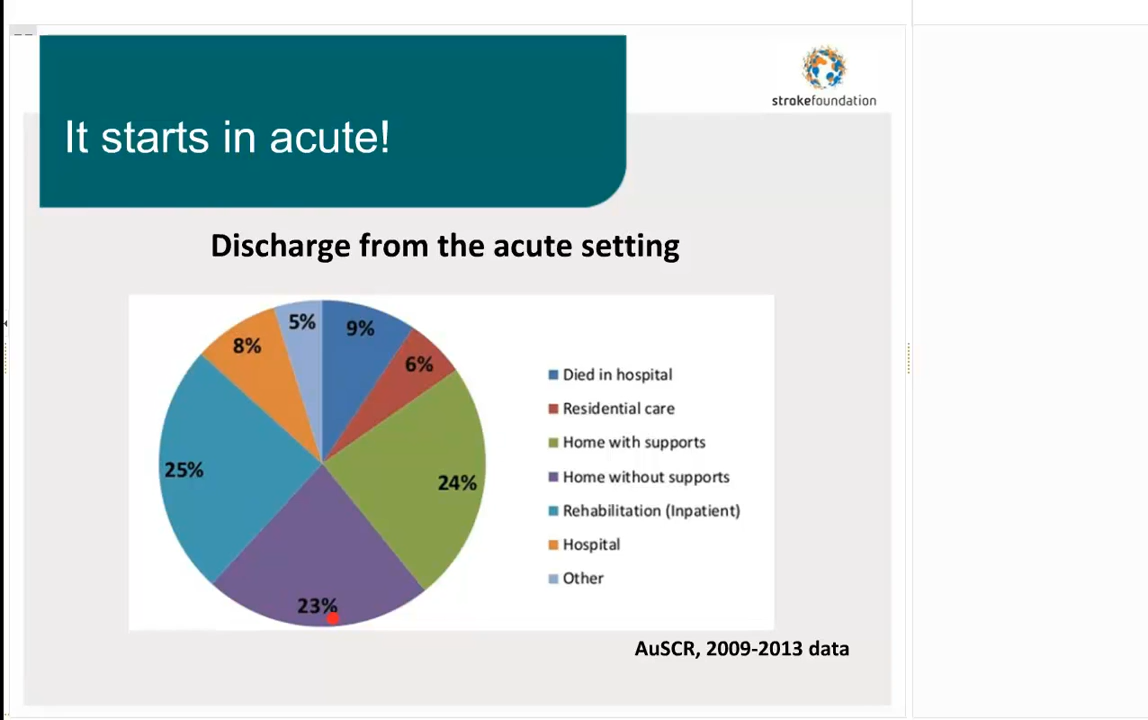 It starts in acute!
strokefoundation
Discharge from the acute setting
5%
9%
8%
6%
25%
24%
23%
Died in hospital
Residential care
Home with supports
Home without supports
Rehabilitation (Inpatient)
Hospital
Other
AuSCR, 2009-2013 data